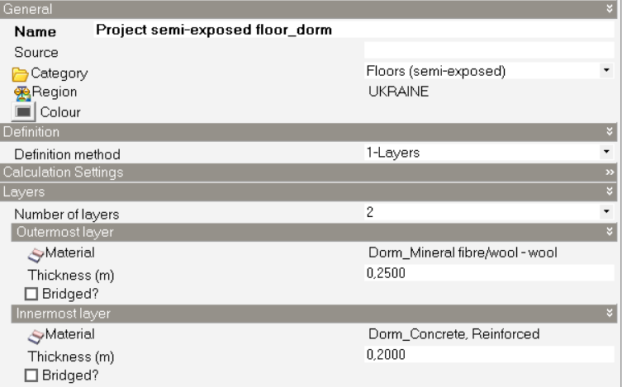 General
Name Project semi-exposed floor_dorm
Source
Category Floors (semi-exposed)
Region UKRAINE
Colour
Definition
Definition method 1-Layers
Calculation Settings
Layers
Number of layers 2
Outermost layer
Material Dorm_Mineral fibre/wool - wool
Thickness (m) 0,2500
Bridged?
Innermost layer
Material Dorm_Concrete, Reinforced
Thickness (m) 0,2000
Bridged?